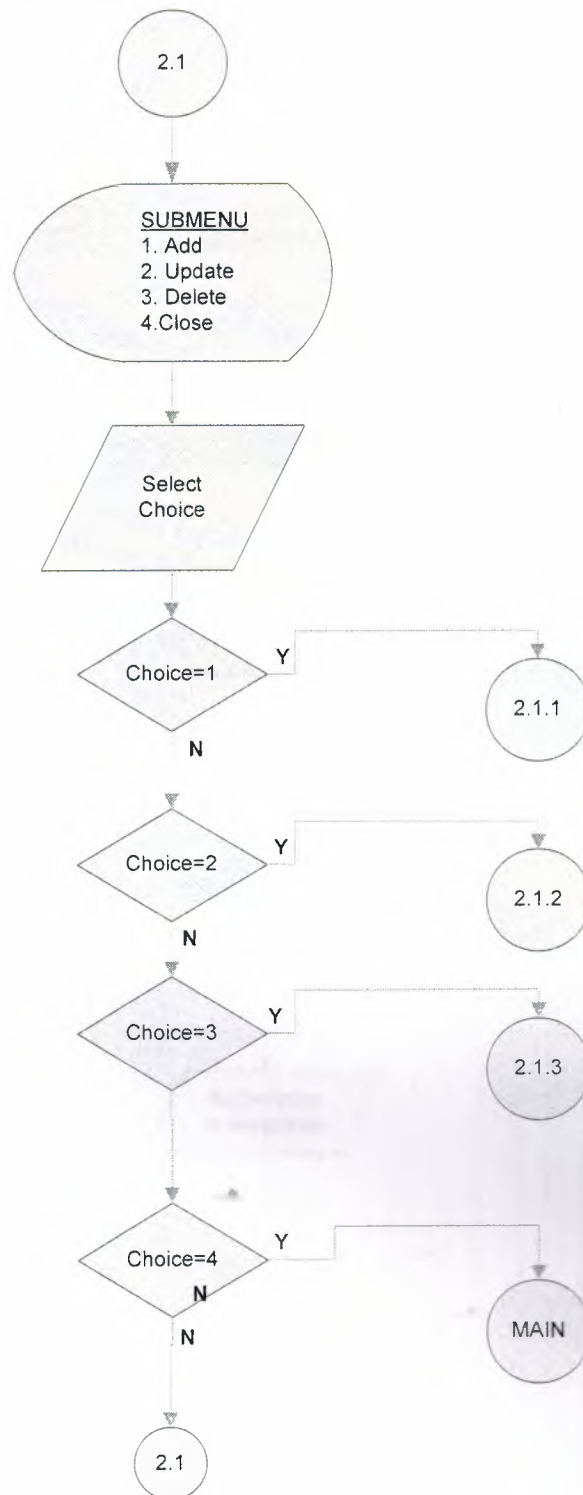 2.1
SUBMENU
1. Add
2. Update
3. Delete
4.Close
Select
Choice
Choice=1
Y
2.1.1
N
Choice=2
Y
2.1.2
N
Choice=3
Y
2.1.3
Choice=4
Y
N
MAIN
N
2.1